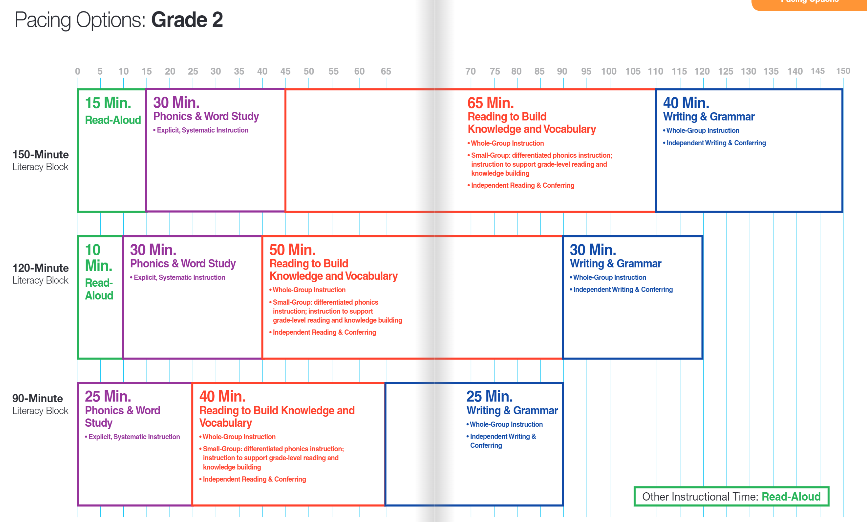 Pacing Options
Pacing Options: Grade 2
0 5 10 15 20 25 30 35 40 45 50 55 60 65 70 75 80 85 90 95 100 105 110 115 120 125 130 135 140 145 150
150-Minute
Literacy Block
15 Min.
Read-Aloud
30 Min.
Phonics & Word Study
• Explicit, Systematic Instruction
65 Min.
Reading to Build
Knowledge and Vocabulary
• Whole-Group Instruction
• Small-Group: differentiated phonics instruction;
instruction to support grade-level reading and
knowledge building
• Independent Reading & Conferring
40 Min.
Writing & Grammar
• Whole-Group Instruction
• Independent Writing & Conferring
120-Minute
Literacy Block
10
Min.
Read-
Aloud
30 Min.
Phonics & Word Study
• Explicit, Systematic Instruction
50 Min.
Reading to Build
Knowledge and Vocabulary
• Whole-Group Instruction
• Small-Group: differentiated phonics
instruction; instruction to support
grade-level reading and knowledge building
• Independent Reading & Conferring
30 Min.
Writing & Grammar
• Whole-Group Instruction
• Independent Writing & Conferring
90-Minute
Literacy Block
25 Min.
Phonics & Word
Study
• Explicit, Systematic Instruction
40 Min.
Reading to Build Knowledge and
Vocabulary
• Whole-Group Instruction
• Small-Group: differentiated phonics instruction;
instruction to support grade-level reading and
knowledge building
• Independent Reading & Conferring
25 Min.
Writing & Grammar
• Whole-Group Instruction
• Independent Writing &
Conferring
Other Instructional Time: Read-Aloud